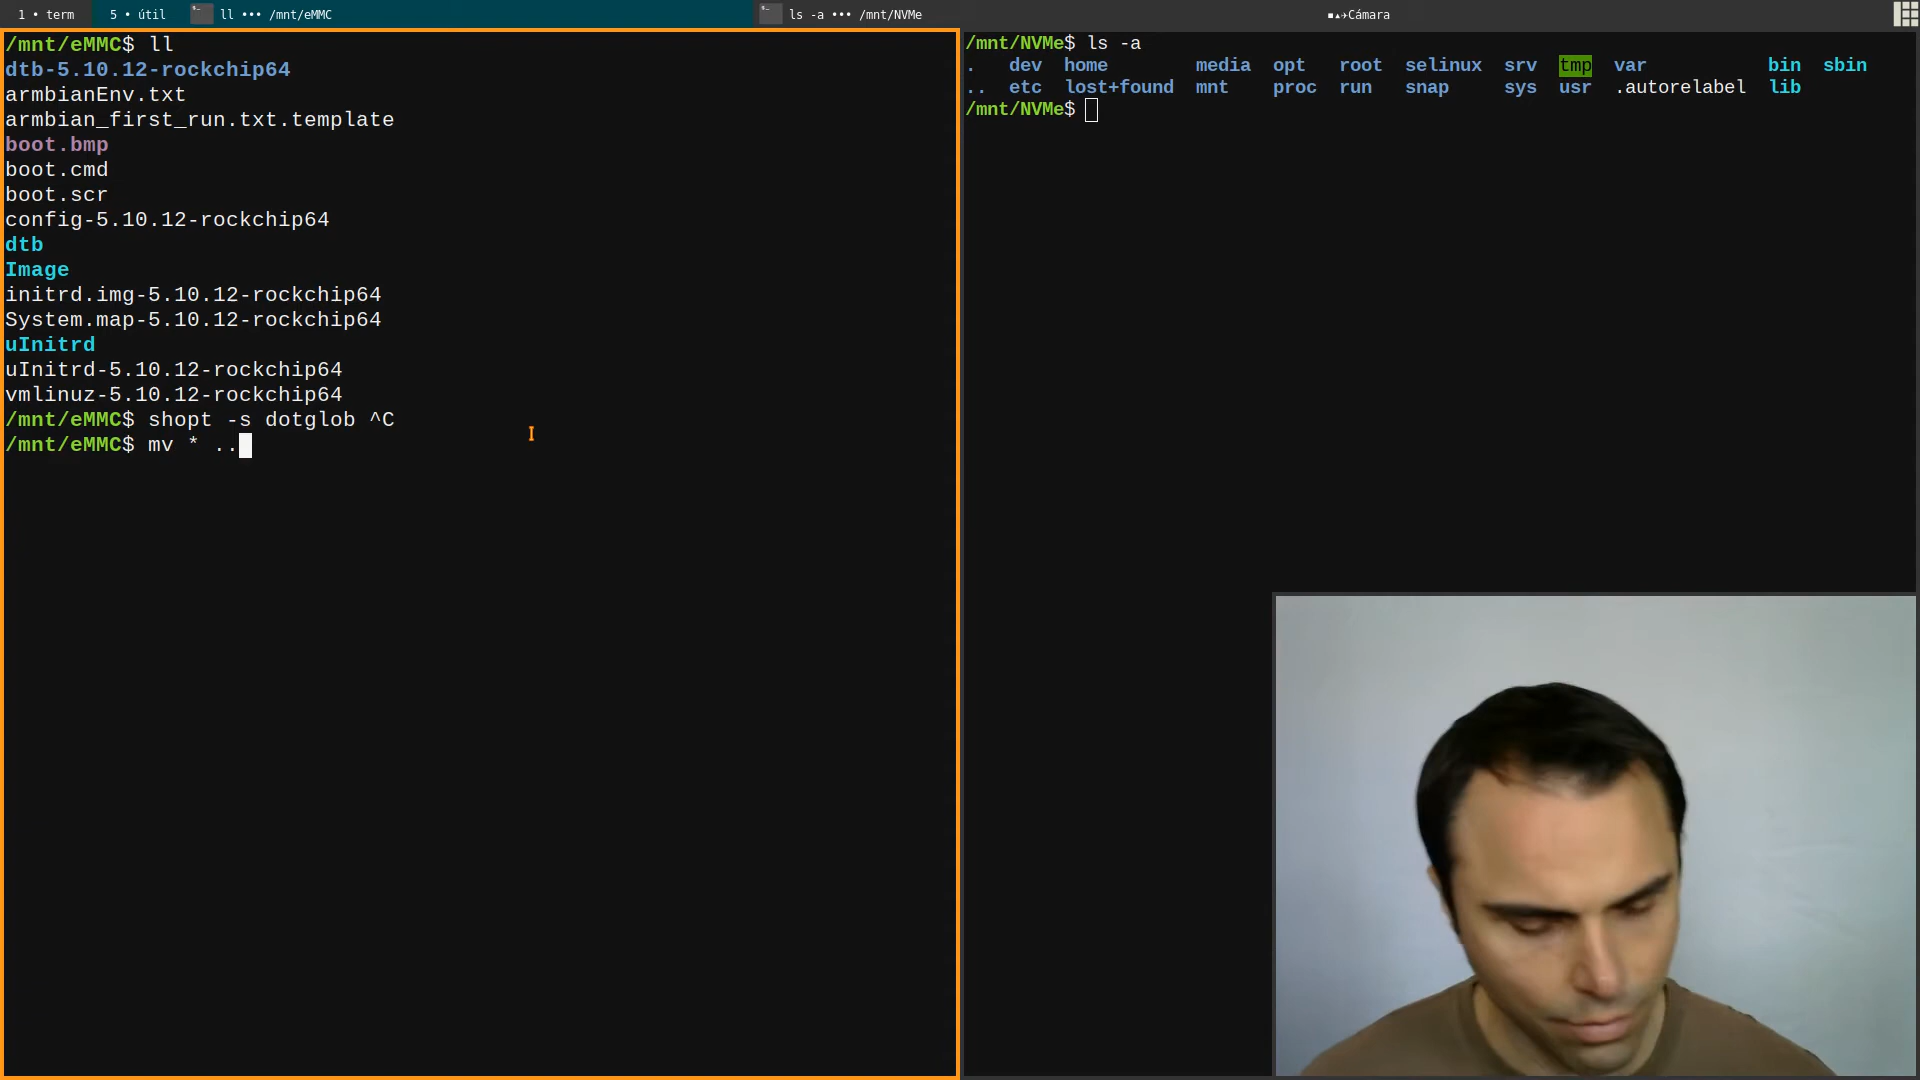 1 • term 5 • útil ll ••• /mnt/eMMC ls -a ••• /mnt/NVMe Cámara
/mnt/eMMC$ ll
dtb-5.10.12-rockchip64
armbianEnv.txt
armbian_first_run.txt.template
boot.bmp
boot.cmd
boot.scr
config-5.10.12-rockchip64
dtb
Image
initrd.img-5.10.12-rockchip64
System.map-5.10.12-rockchip64
uInitrd
uInitrd-5.10.12-rockchip64
vmlinuz-5.10.12-rockchip64
/mnt/eMMC$ shopt -s dotglob ^C
/mnt/eMMC$ mv * ..
/mnt/NVMe$ ls -a
. dev home media opt root selinux srv tmp var bin sbin
.. etc lost+found mnt proc run snap sys usr .autorelabel lib
/mnt/NVMe$